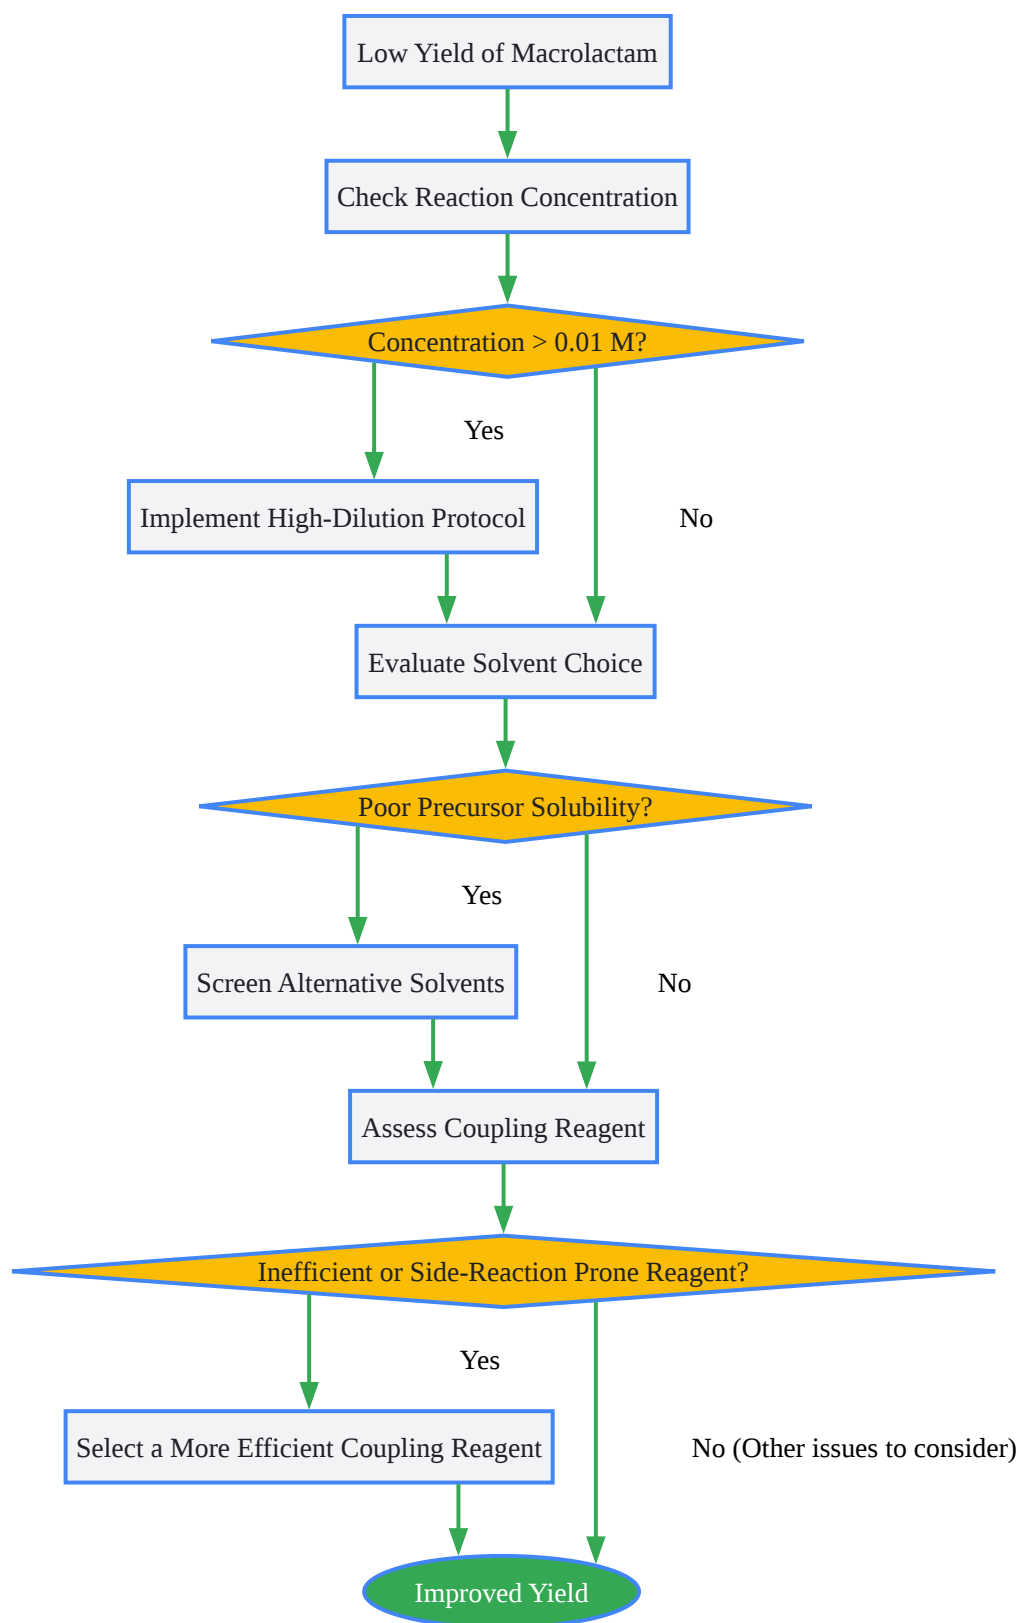 Low Yield of Macrolactam
Check Reaction Concentration
Concentration > 0.01 M?
Yes
Implement High-Dilution Protocol
No
Evaluate Solvent Choice
Poor Precursor Solubility?
Yes
Screen Alternative Solvents
No
Assess Coupling Reagent
Inefficient or Side-Reaction Prone Reagent?
Yes
Select a More Efficient Coupling Reagent
No (Other issues to consider)
Improved Yield